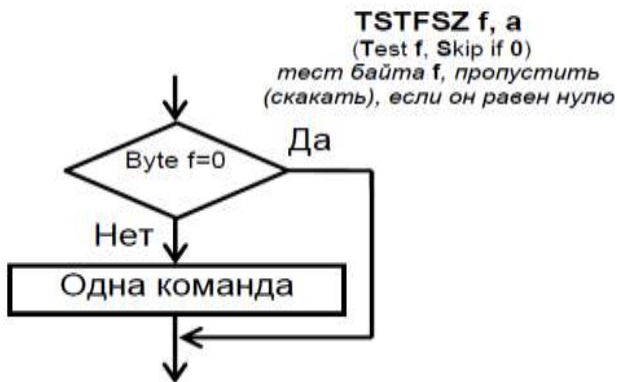 TSTFSZ f, a
(Test f, Skip if 0)
тест байта f, пропустить
(скакать), если он равен нулю
Byte f=0
Да
Нет
Одна команда